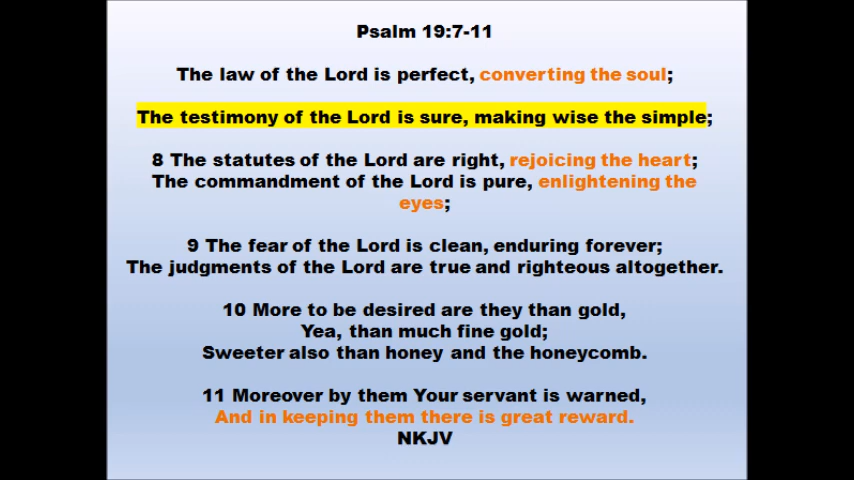 Psalm 19:7-11
The law of the Lord is perfect, converting the soul;
The testimony of the Lord is sure, making wise the simple;
8 The statutes of the Lord are right, rejoicing the heart;
The commandment of the Lord is pure, enlightening the
eyes;
9 The fear of the Lord is clean, enduring forever;
The judgments of the Lord are true and righteous altogether.
10 More to be desired are they than gold,
Yea, than much fine gold;
Sweeter also than honey and the honeycomb.
11 Moreover by them Your servant is warned,
And in keeping them there is great reward.
NKJV